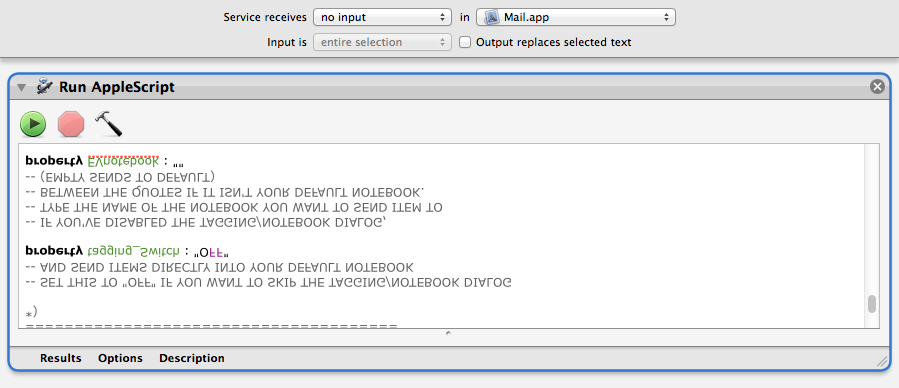 Service receives no input in Mail.app
Input is entire selection Output replaces selected text
Run AppleScript
======================================
*)
-- SET THIS TO "OFF" IF YOU WANT TO SKIP THE TAGGING/NOTEBOOK DIALOG
-- AND SEND ITEMS DIRECTLY INTO YOUR DEFAULT NOTEBOOK
property tagging_Switch : "OFF"
-- IF YOU'VE DISABLED THE TAGGING/NOTEBOOK DIALOG,
-- TYPE THE NAME OF THE NOTEBOOK YOU WANT TO SEND ITEM TO
-- BETWEEN THE QUOTES IF IT ISN'T YOUR DEFAULT NOTEBOOK.
-- (EMPTY SENDS TO DEFAULT)
property EVnotebook : ""
Results Options Description